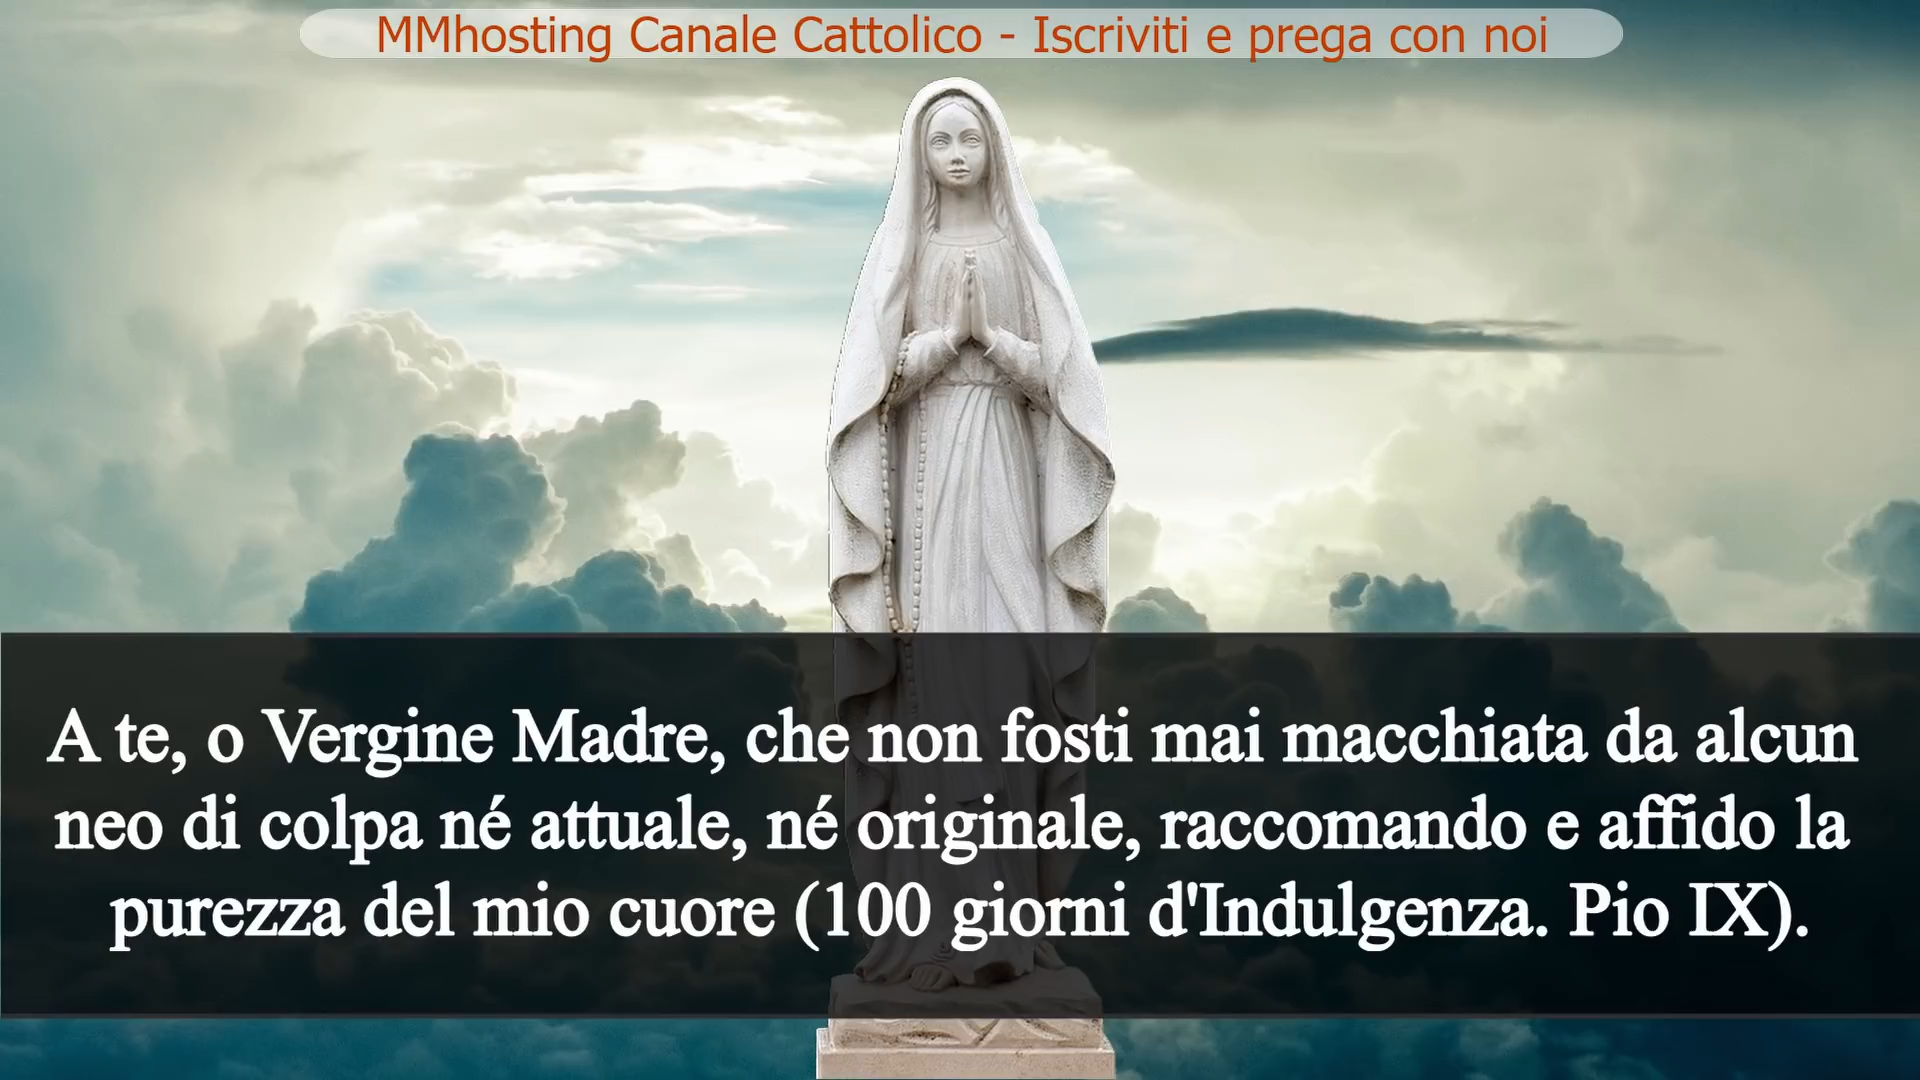 MMhosting Canale Cattolico - Iscriviti e prega con noi
A te, o Vergine Madre, che non fosti mai macchiata da alcun
neo di colpa né attuale, né originale, raccomando e affido la
purezza del mio cuore (100 giorni d'Indulgenza. Pio IX).